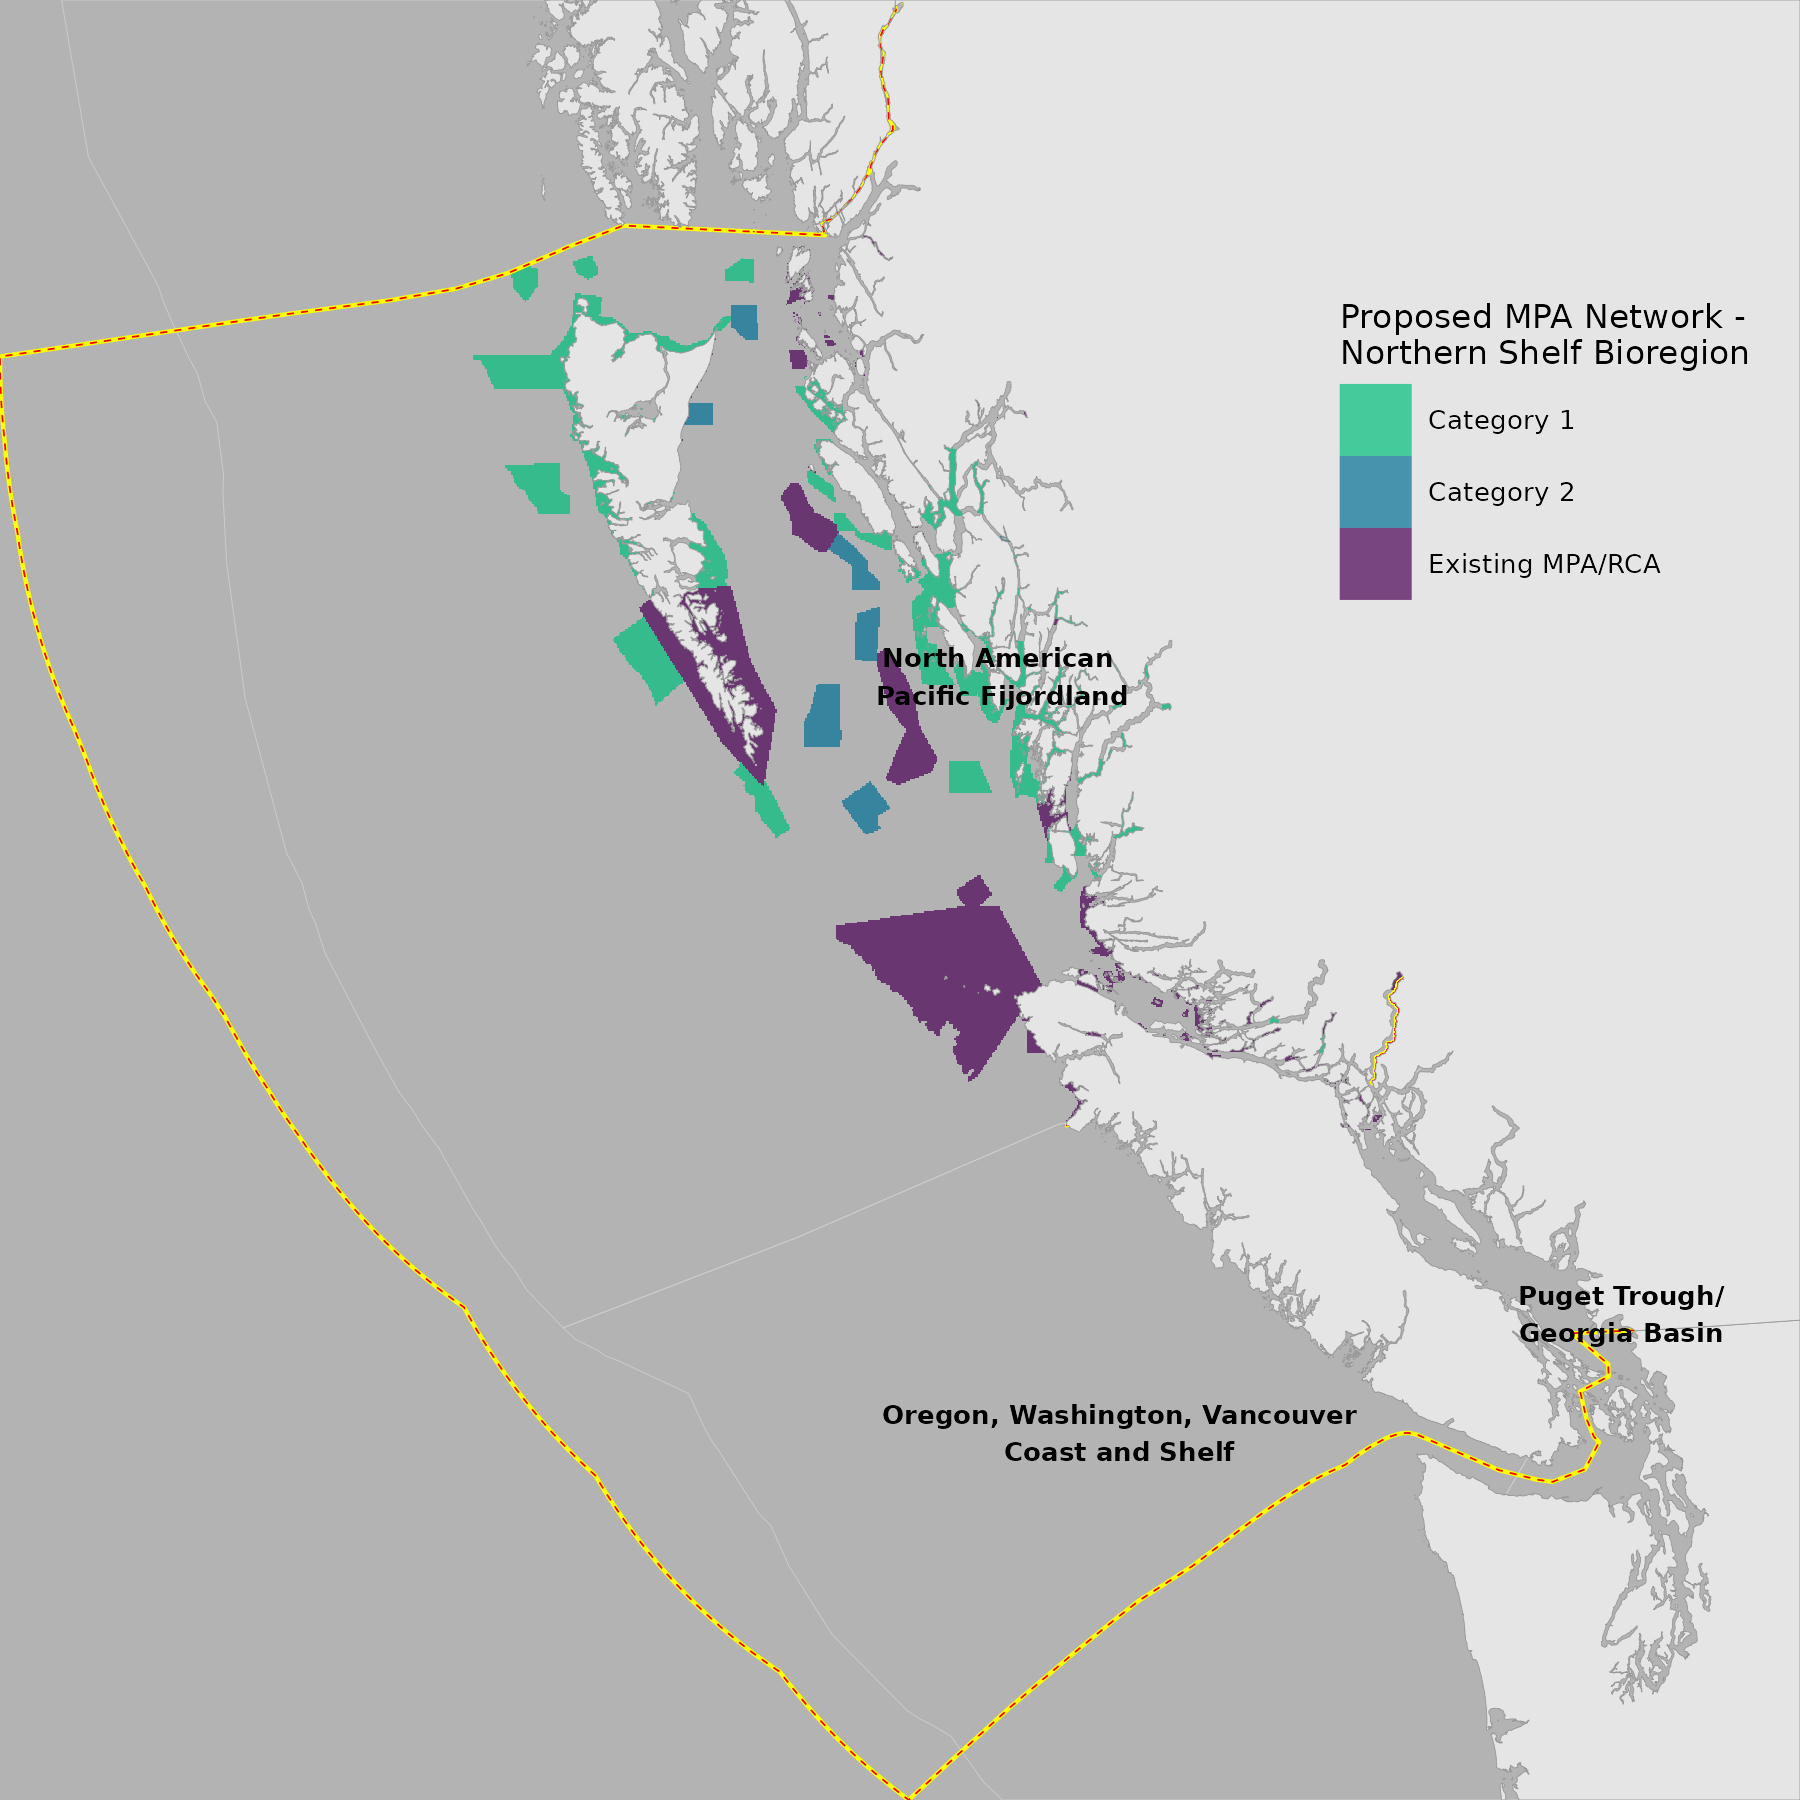 Proposed MPA Network -
Northern Shelf Bioregion
Category 1
Category 2
Existing MPA/RCA
North American
Pacific Fijordland
Puget Trough/
Georgia Basin
Oregon, Washington, Vancouver
Coast and Shelf